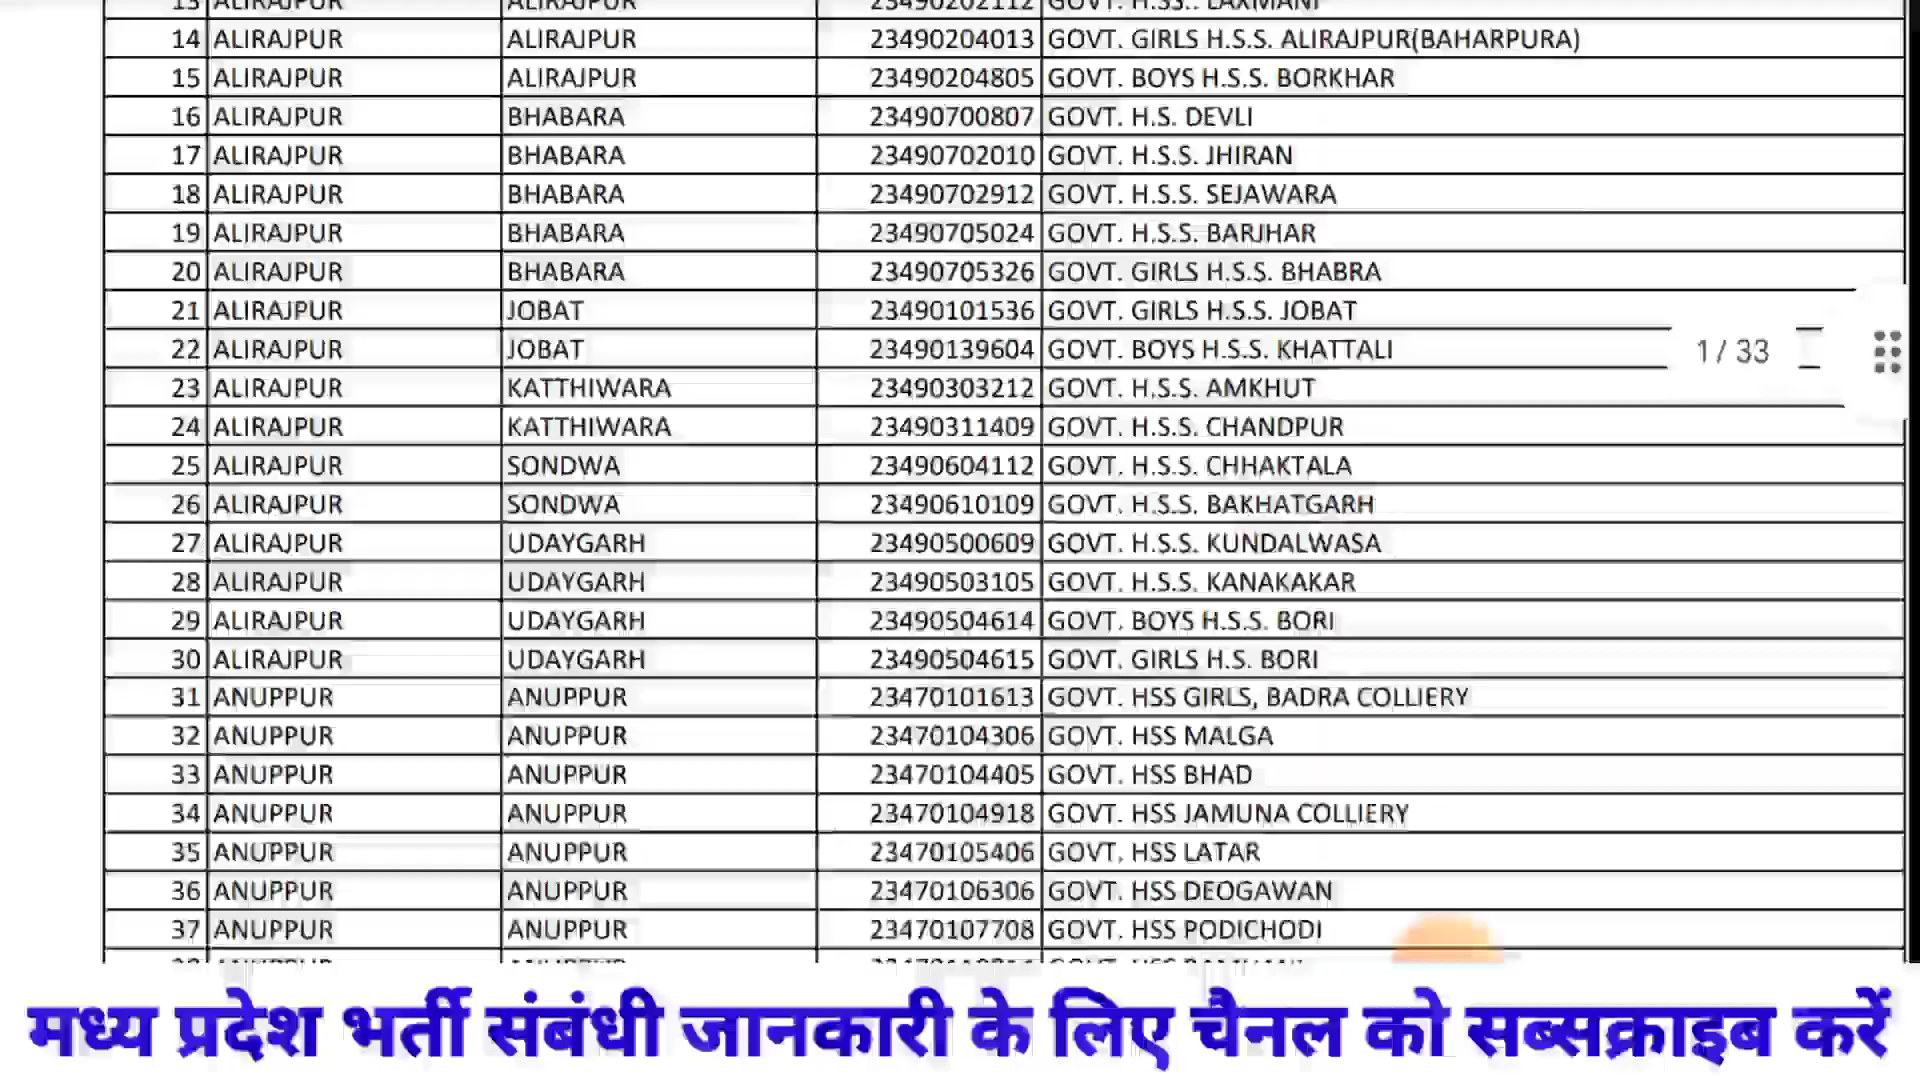 13 ALIRAJPUR ALIRAJPUR 23490202112 GOVT. H.S.. LAXMANI
14 ALIRAJPUR ALIRAJPUR 23490204013 GOVT. GIRLS H.S.S. ALIRAJPUR(BAHARPURA)
15 ALIRAJPUR ALIRAJPUR 23490204805 GOVT. BOYS H.S.S. BORKHAR
16 ALIRAJPUR BHABARA 23490700807 GOVT. H.S. DEVLI
17 ALIRAJPUR BHABARA 23490702010 GOVT. H.S.S. JHIRAN
18 ALIRAJPUR BHABARA 23490702912 GOVT. H.S.S. SEJAWARA
19 ALIRAJPUR BHABARA 23490705024 GOVT. H.S.S. BARJHAR
20 ALIRAJPUR BHABARA 23490705326 GOVT. GIRLS H.S.S. BHABRA
21 ALIRAJPUR JOBAT 23490101536 GOVT. GIRLS H.S.S. JOBAT
22 ALIRAJPUR JOBAT 23490139604 GOVT. BOYS H.S.S. KHATTALI 1 / 33
23 ALIRAJPUR KATTHIWARA 23490303212 GOVT. H.S.S. AMKHUT
24 ALIRAJPUR KATTHIWARA 23490311409 GOVT. H.S.S. CHANDPUR
25 ALIRAJPUR SONDWA 23490604112 GOVT. H.S.S. CHHAKTALA
26 ALIRAJPUR SONDWA 23490610109 GOVT. H.S.S. BAKHATGARH
27 ALIRAJPUR UDAYGARH 23490500609 GOVT. H.S.S. KUNDALWASA
28 ALIRAJPUR UDAYGARH 23490503105 GOVT. H.S.S. KANAKAKAR
29 ALIRAJPUR UDAYGARH 23490504614 GOVT. BOYS H.S.S. BORI
30 ALIRAJPUR UDAYGARH 23490504615 GOVT. GIRLS H.S. BORI
31 ANUPPUR ANUPPUR 23470101613 GOVT. HSS GIRLS, BADRA COLLIERY
32 ANUPPUR ANUPPUR 23470104306 GOVT. HSS MALGA
33 ANUPPUR ANUPPUR 23470104405 GOVT. HSS BHAD
34 ANUPPUR ANUPPUR 23470104918 GOVT. HSS JAMUNA COLLIERY
35 ANUPPUR ANUPPUR 23470105406 GOVT. HSS LATAR
36 ANUPPUR ANUPPUR 23470106306 GOVT. HSS DEOGAWAN
37 ANUPPUR ANUPPUR 23470107708 GOVT. HSS PODICHODI
मध्य प्रदेश भर्ती संबंधी जानकारी के लिए चैनल को सब्सक्राइब करें